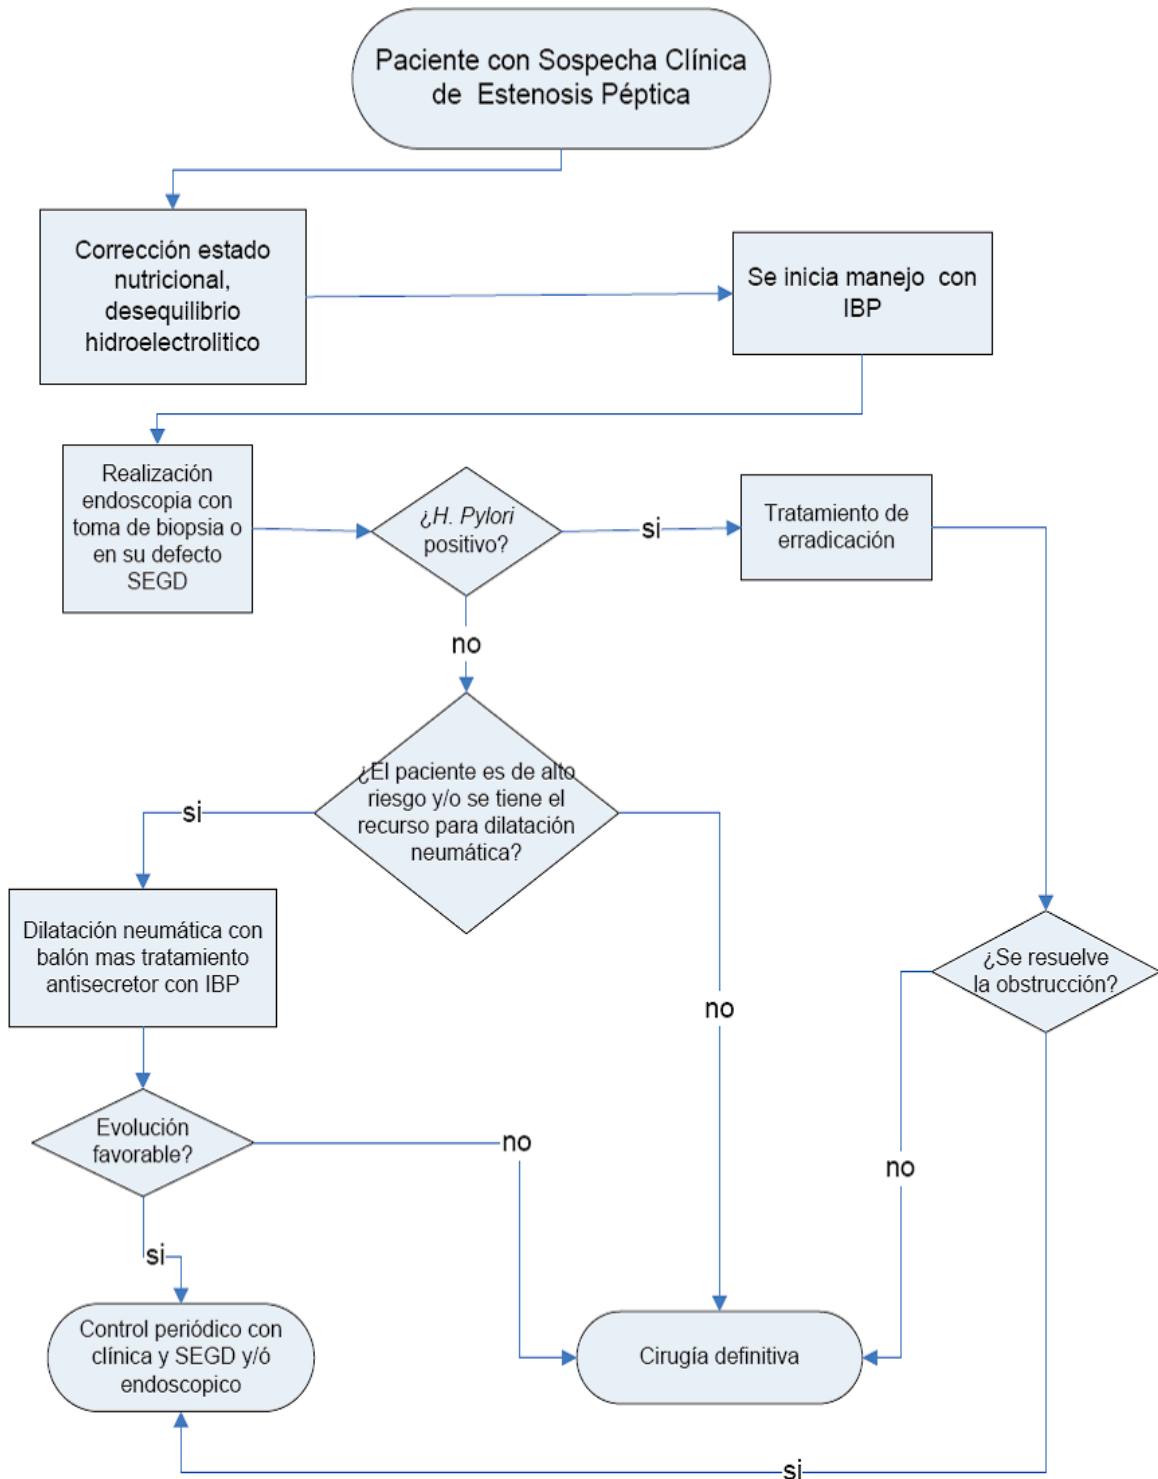 Paciente con Sospecha Clínica
de Estenosis Péptica
Corrección estado
nutricional,
desequilibrio
hidroelectrolitico
Se inicia manejo con
IBP
Realización
endoscopia con
toma de biopsia o
en su defecto
SEGD
¿H. Pylori
positivo?
si
Tratamiento de
erradicación
no
¿El paciente es de alto
riesgo y/o se tiene el
recurso para dilatación
neumática?
si
no
Dilatación neumática con
balón mas tratamiento
antisecretor con IBP
¿Se resuelve
la obstrucción?
no
Evolución
favorable?
no
si
Control periódico con
clínica y SEGD y/ó
endoscopico
Cirugía definitiva
si